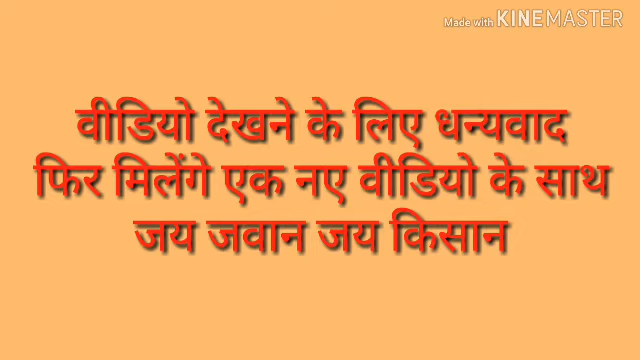 Made with KINEMASTER
वीडियो देखने के लिए धन्यवाद
फिर मिलेंगे एक नए वीडियो के साथ
जय जवान जय किसान